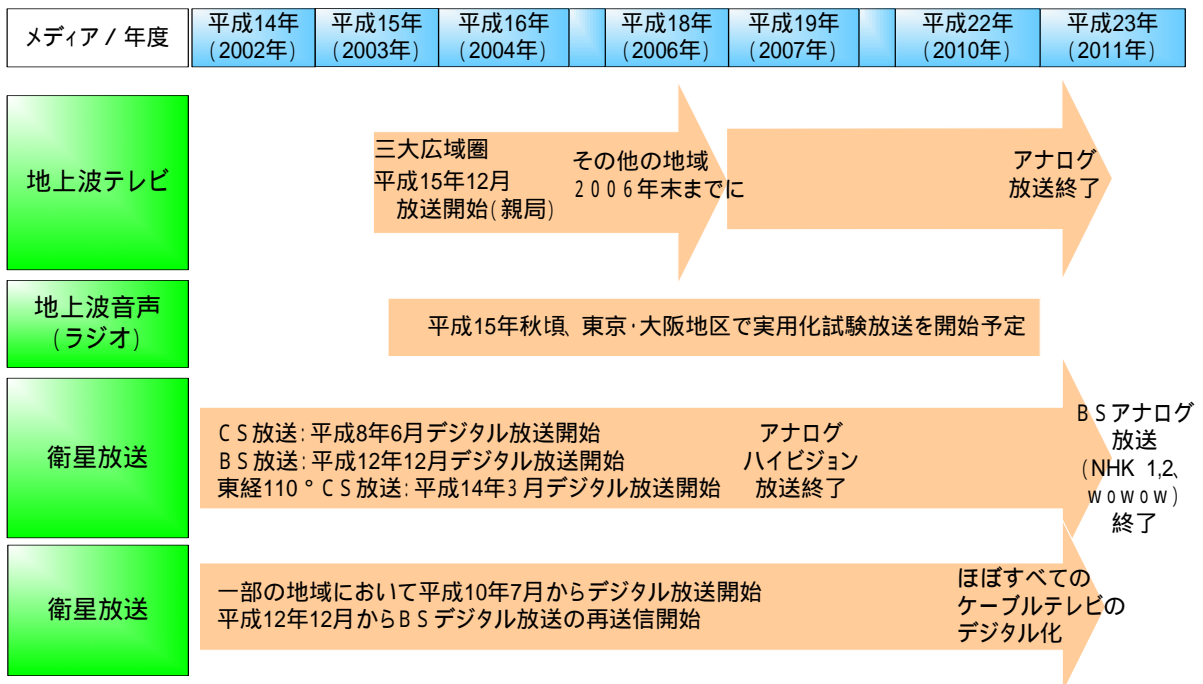 メディア / 年度
平成14年
(2002年)
平成15年
(2003年)
平成16年
(2004年)
平成18年
(2006年)
平成19年
(2007年)
平成22年
(2010年)
平成23年
(2011年)
地上波テレビ
三大広域圏
平成15年12月
放送開始(親局)
その他の地域
2006年末までに
アナログ
放送終了
地上波音声
(ラジオ)
平成15年秋頃、東京・大阪地区で実用化試験放送を開始予定
衛星放送
CS放送:平成8年6月デジタル放送開始
BS放送:平成12年12月デジタル放送開始
東経110°CS放送:平成14年3月デジタル放送開始
アナログ
ハイビジョン
放送終了
BSアナログ
放送
(NHK 1,2、
wowow)
終了
衛星放送
一部の地域において平成10年7月からデジタル放送開始
平成12年12月からBSデジタル放送の再送信開始
ほぼすべての
ケーブルテレビの
デジタル化